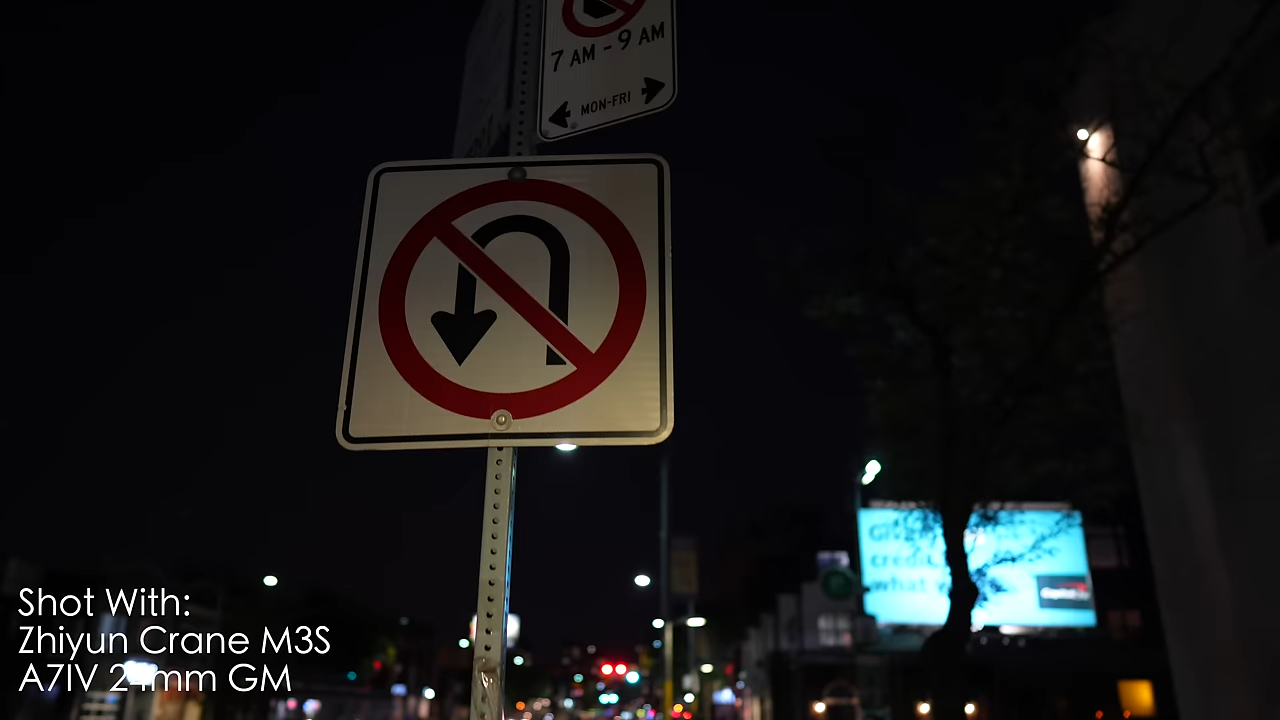 7 AM - 9 AM
MON-FRI
Shot With:
Zhiyun Crane M3S
A7IV 24mm GM